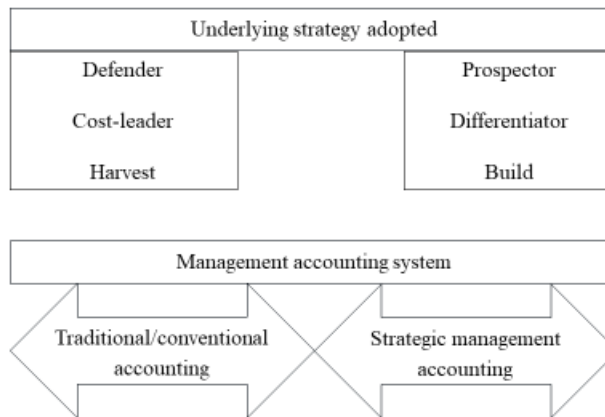 Underlying strategy adopted
Defender
Cost-leader
Harvest
Prospector
Differentiator
Build
Management accounting system
Traditional/conventional
accounting
Strategic management
accounting